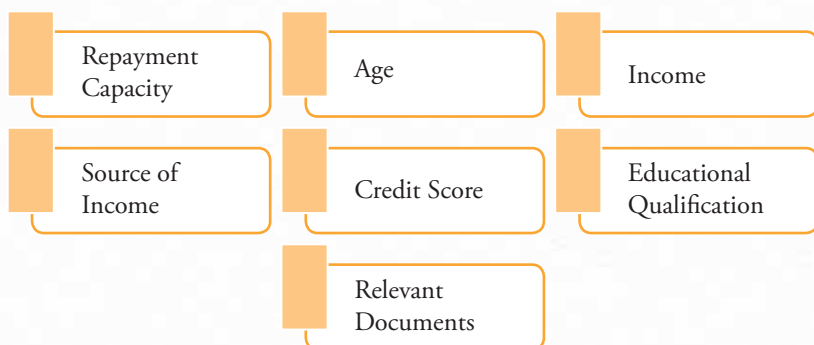 Repayment
Capacity
Age
Income
Source of
Income
Credit Score
Educational
Qualification
Relevant
Documents